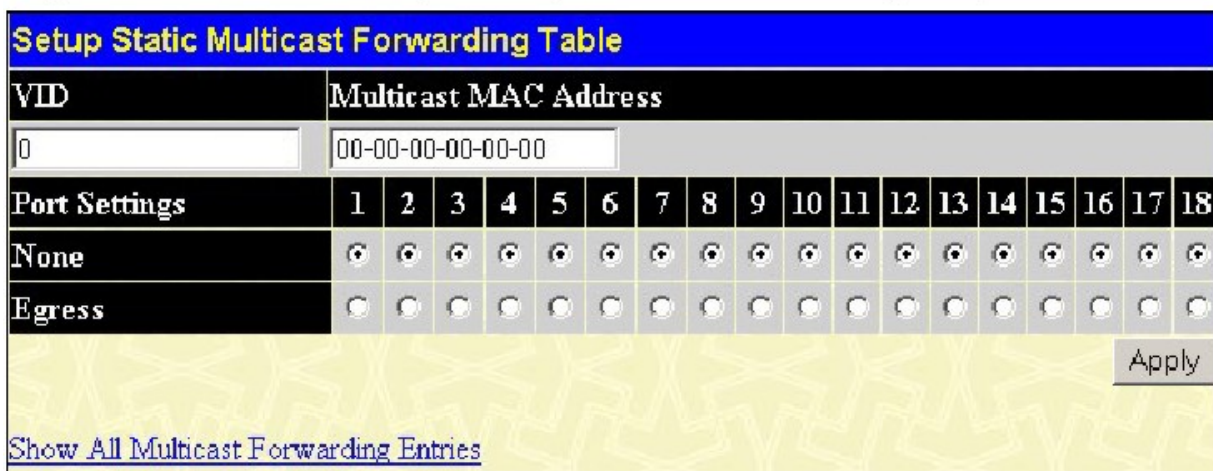 Setup Static Multicast Forwarding Table
VID Multicast MAC Address
0 00-00-00-00-00-00
Port Settings 1 2 3 4 5 6 7 8 9 10 11 12 13 14 15 16 17 18
None
Egress
Apply
Show All Multicast Forwarding Entries